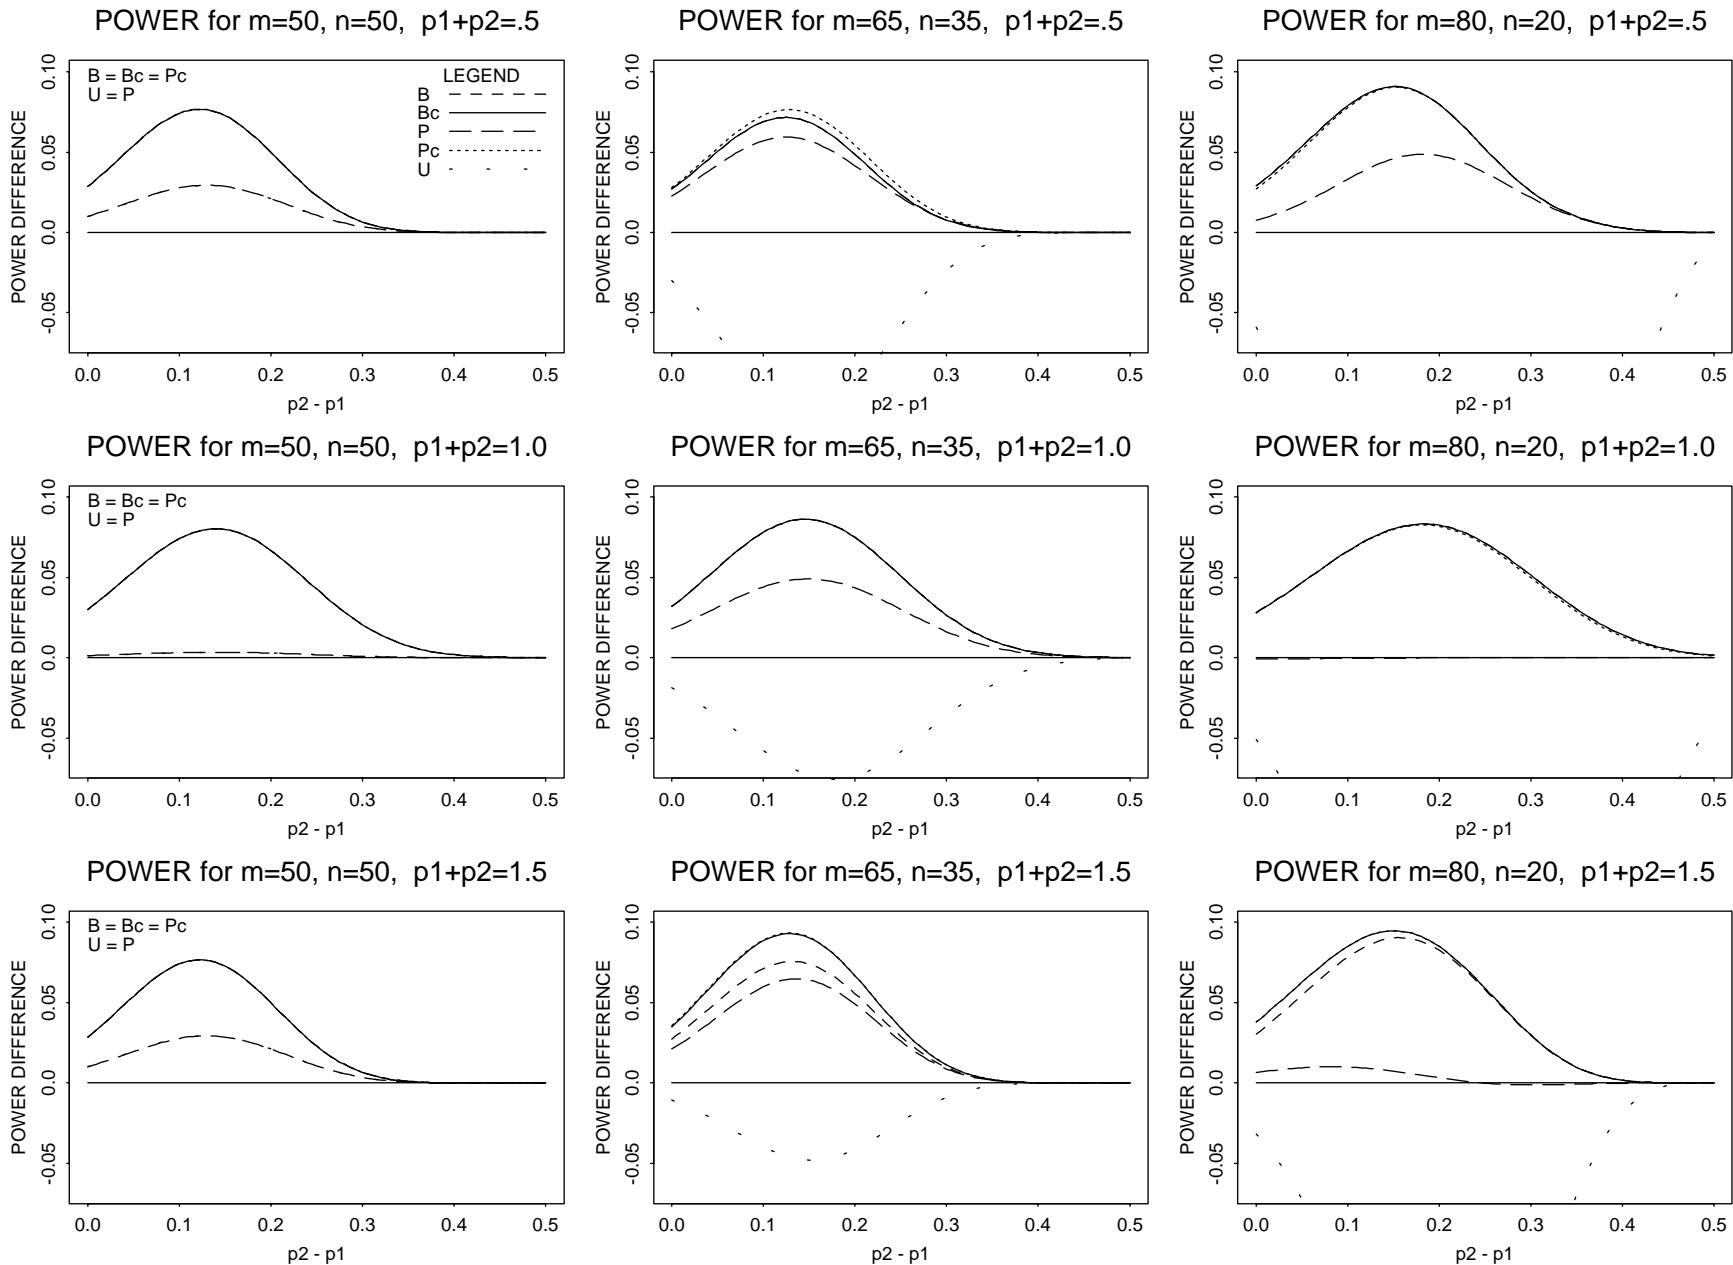 POWER for m=50, n=50, p1+p2=.5
B = Bc = Pc
U = P
LEGEND
B
Bc
P
Pc
U
POWER DIFFERENCE
-0.05 0.0 0.05 0.10
0.0 0.1 0.2 0.3 0.4 0.5
p2 - p1
POWER for m=65, n=35, p1+p2=.5
POWER DIFFERENCE
-0.05 0.0 0.05 0.10
0.0 0.1 0.2 0.3 0.4 0.5
p2 - p1
POWER for m=80, n=20, p1+p2=.5
POWER DIFFERENCE
-0.05 0.0 0.05 0.10
0.0 0.1 0.2 0.3 0.4 0.5
p2 - p1
POWER for m=50, n=50, p1+p2=1.0
B = Bc = Pc
U = P
POWER DIFFERENCE
-0.05 0.0 0.05 0.10
0.0 0.1 0.2 0.3 0.4 0.5
p2 - p1
POWER for m=65, n=35, p1+p2=1.0
POWER DIFFERENCE
-0.05 0.0 0.05 0.10
0.0 0.1 0.2 0.3 0.4 0.5
p2 - p1
POWER for m=80, n=20, p1+p2=1.0
POWER DIFFERENCE
-0.05 0.0 0.05 0.10
0.0 0.1 0.2 0.3 0.4 0.5
p2 - p1
POWER for m=50, n=50, p1+p2=1.5
B = Bc = Pc
U = P
POWER DIFFERENCE
-0.05 0.0 0.05 0.10
0.0 0.1 0.2 0.3 0.4 0.5
p2 - p1
POWER for m=65, n=35, p1+p2=1.5
POWER DIFFERENCE
-0.05 0.0 0.05 0.10
0.0 0.1 0.2 0.3 0.4 0.5
p2 - p1
POWER for m=80, n=20, p1+p2=1.5
POWER DIFFERENCE
-0.05 0.0 0.05 0.10
0.0 0.1 0.2 0.3 0.4 0.5
p2 - p1